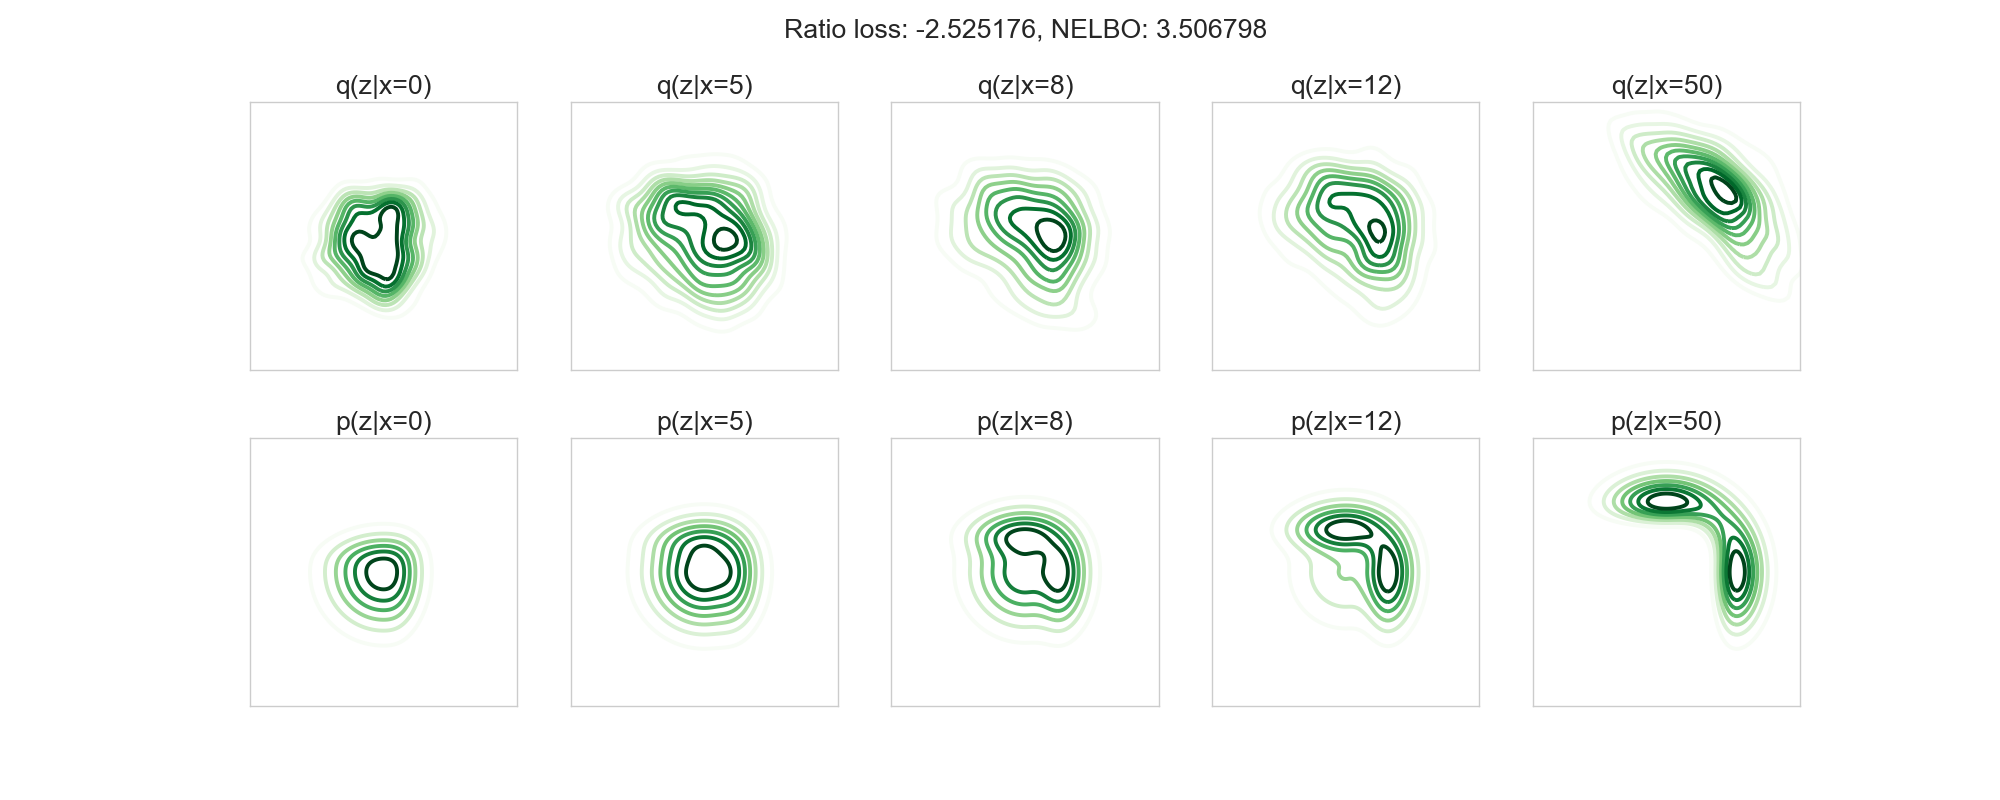 Ratio loss: -2.525176, NELBO: 3.506798
q(z|x=0) q(z|x=5) q(z|x=8) q(z|x=12) q(z|x=50)
p(z|x=0) p(z|x=5) p(z|x=8) p(z|x=12) p(z|x=50)